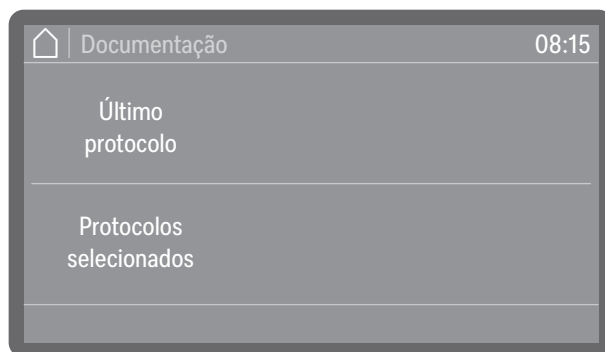 Documentação 08:15
Último
protocolo
Protocolos
selecionados